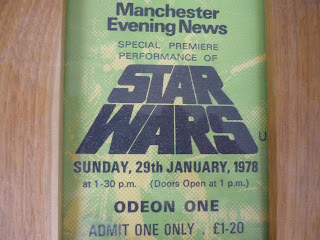 Manchester
Evening News
SPECIAL PREMIERE
PERFORMANCE OF
STAR
WARS U
SUNDAY, 29th JANUARY, 1978
at 1-30 p.m. (Doors Open at 1 p.m.)
ODEON ONE
ADMIT ONE ONLY . £1-20